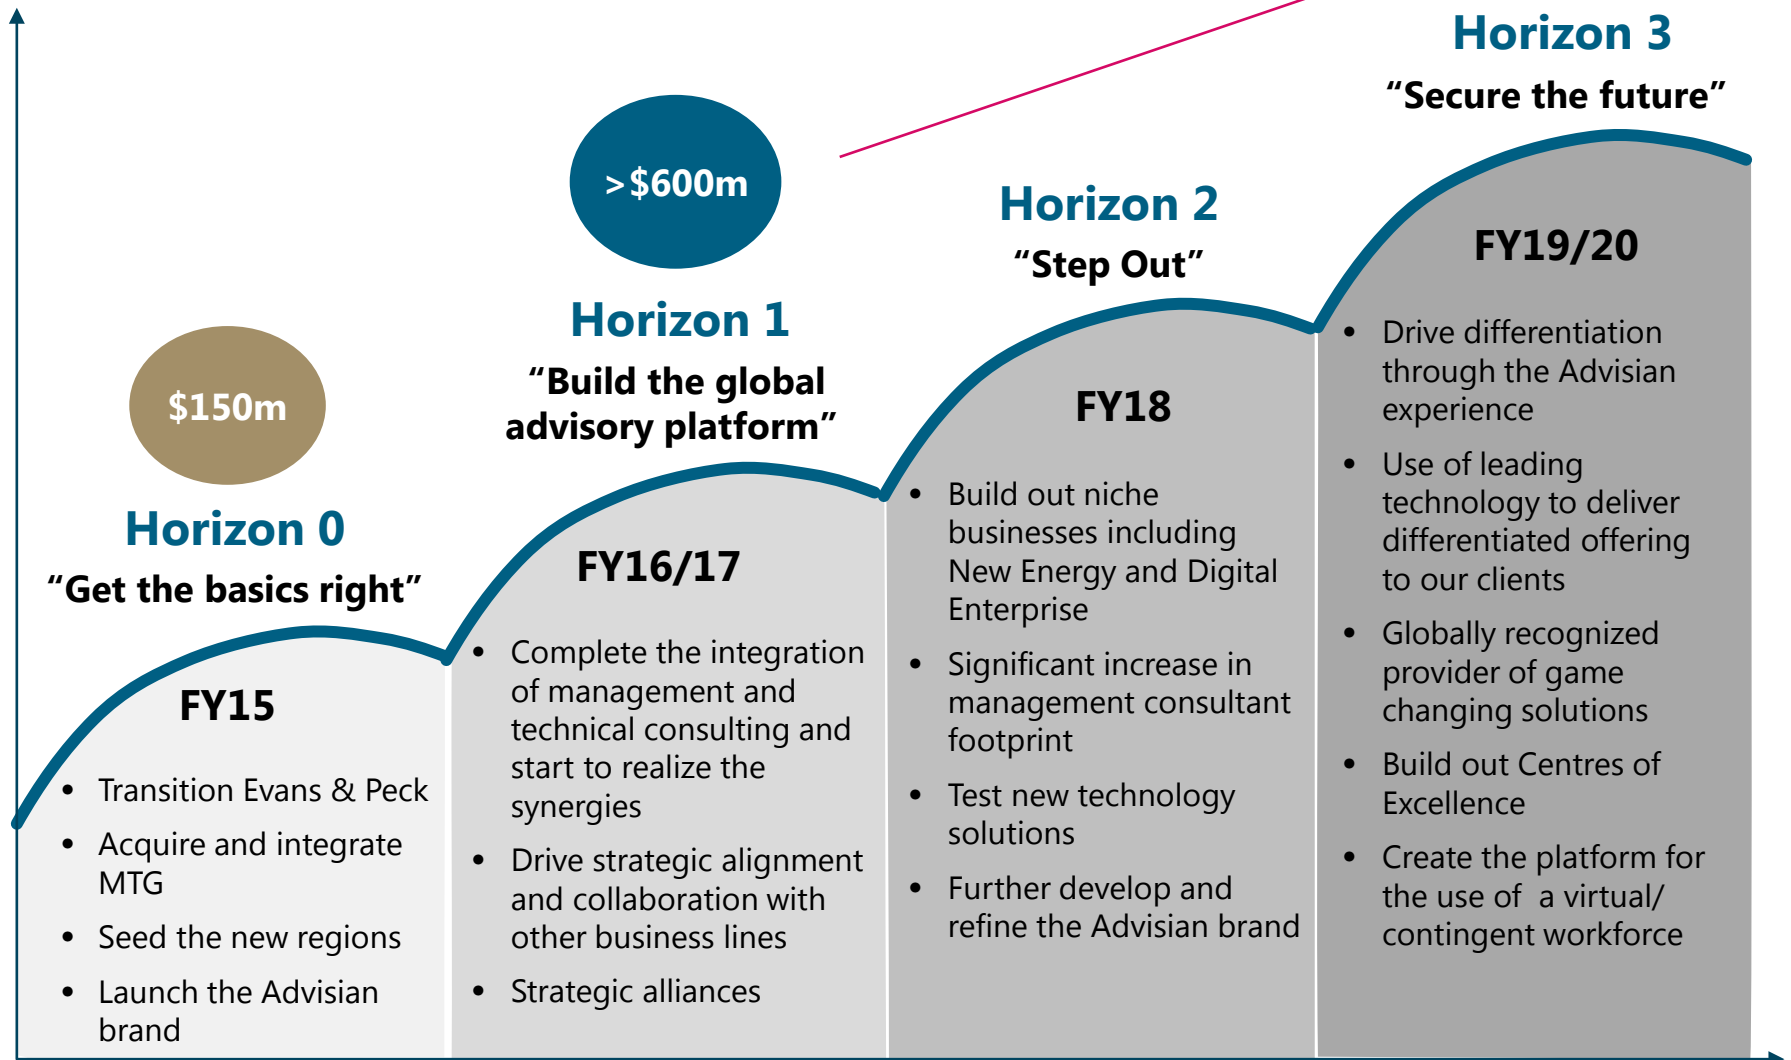 $150m
Horizon 0
“Get the basics right”
FY15
• Transition Evans & Peck
• Acquire and integrate
MTG
• Seed the new regions
• Launch the Advisian
brand
>$600m
Horizon 1
“Build the global
advisory platform”
FY16/17
• Complete the integration
of management and
technical consulting and
start to realize the
synergies
• Drive strategic alignment
and collaboration with
other business lines
• Strategic alliances
Horizon 2
“Step Out”
FY18
• Build out niche
businesses including
New Energy and Digital
Enterprise
• Significant increase in
management consultant
footprint
• Test new technology
solutions
• Further develop and
refine the Advisian brand
Horizon 3
“Secure the future”
FY19/20
• Drive differentiation
through the Advisian
experience
• Use of leading
technology to deliver
differentiated offering
to our clients
• Globally recognized
provider of game
changing solutions
• Build out Centres of
Excellence
• Create the platform for
the use of a virtual/
contingent workforce